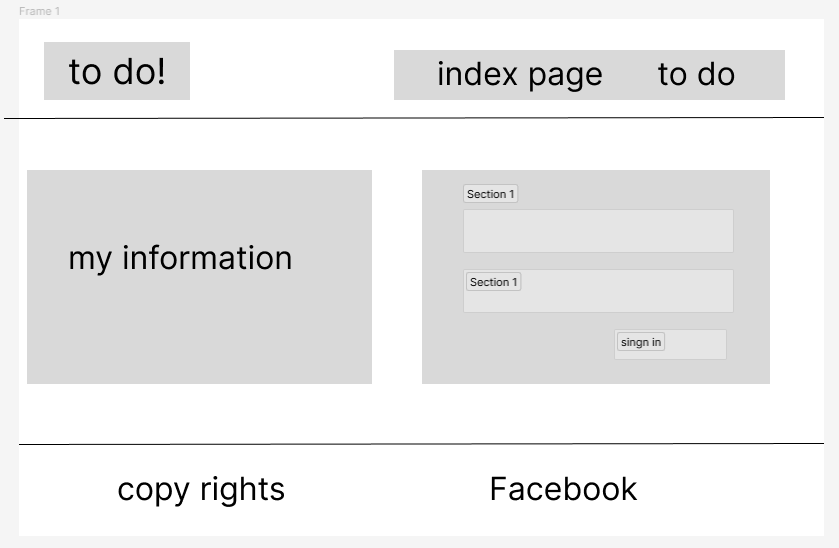 Frame 1
to do!
index page to do
my information
Section 1
Section 1
singn in
copy rights
Facebook